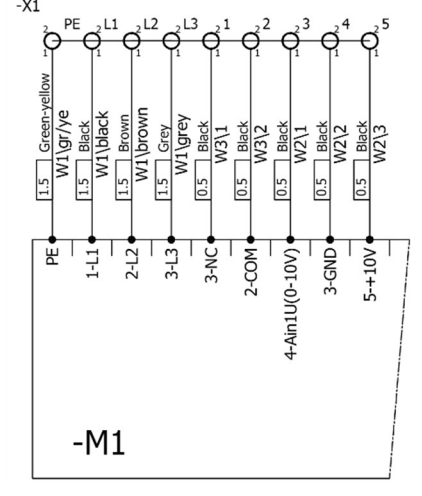 -X1
PE L1 L2 L3 1 2 3 4 5
2 2 2 2 2 2 2 2 2
1 1 1 1 1 1 1 1 1
Green-yellow
W1\gr/ye
Black
W1\black
Brown
W1\brown
Grey
W1\grey
Black
W3\1
Black
W3\2
Black
W2\1
Black
W2\2
Black
W2\3
1.5 1.5 1.5 1.5 0.5 0.5 0.5 0.5 0.5
PE
1-L1
2-L2
3-L3
3-NC
2-COM
4-Ain1U(0-10V)
3-GND
5-+10V
-M1